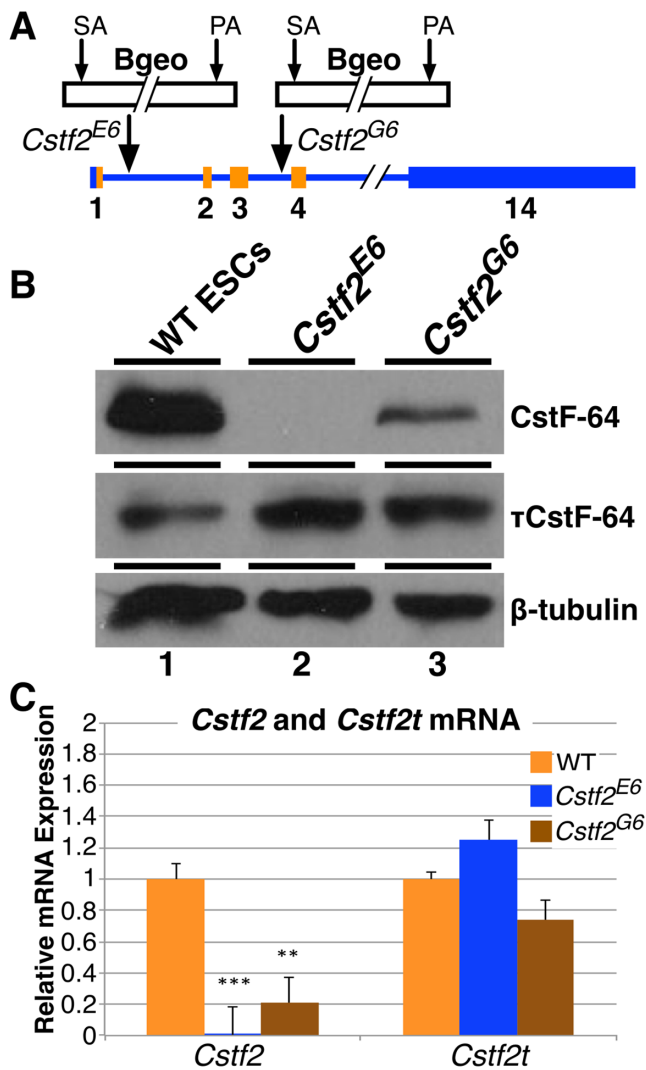 A
SA PA SA PA
Bgeo Bgeo
Cstf2E6 Cstf2G6
1 2 3 4 14
B
WT ESCs Cstf2E6 Cstf2G6
CstF-64
τCstF-64
β-tubulin
1 2 3
C
Cstf2 and Cstf2t mRNA
Relative mRNA Expression
2
1.8
1.6
1.4
1.2
1
0.8
0.6
0.4
0.2
0
WT
Cstf2E6
Cstf2G6
*** **
Cstf2 Cstf2t